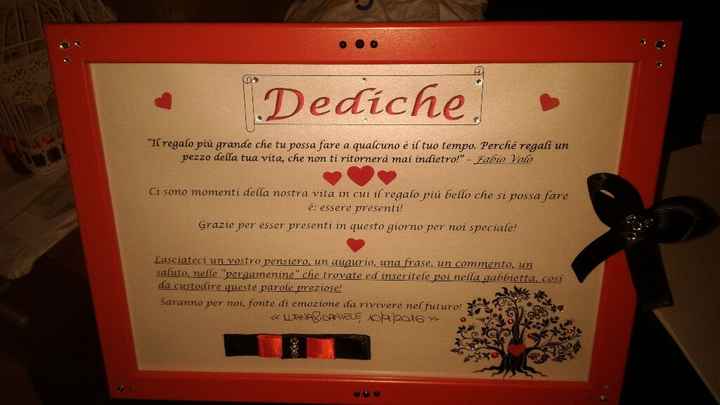 Dediche
"Il regalo più grande che tu possa fare a qualcuno è il tuo tempo. Perché regali un
pezzo della tua vita, che non ti ritornerà mai indietro!" - Fabio Volo
Ci sono momenti della nostra vita in cui il regalo più bello che si possa fare
è: essere presenti!
Grazie per esser presenti in questo giorno per noi speciale!
Lasciateci un vostro pensiero, un augurio, una frase, un commento, un
saluto, nelle "pergamenine" che trovate ed inseritele poi nella gabbietta, così
da custodire queste parole preziose!
Saranno per noi, fonte di emozione da rivivere nel futuro!